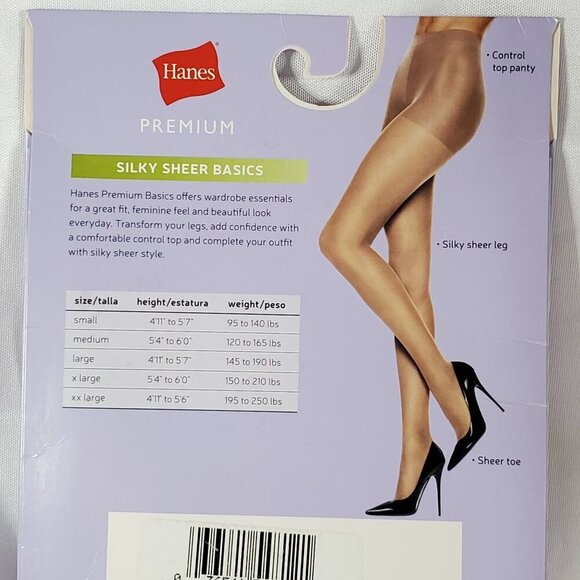 Hanes
PREMIUM
SILKY SHEER BASICS
Hanes Premium Basics offers wardrobe essentials
for a great fit, feminine feel and beautiful look
everyday. Transform your legs, add confidence with
a comfortable control top and complete your outfit
with silky sheer style.
size/talla height/estatura weight/peso
small 4'11" to 5'7" 95 to 140 lbs
medium 5'4" to 6'0" 120 to 165 lbs
large 4'11" to 5'7" 145 to 190 lbs
x large 5'4" to 6'0" 150 to 210 lbs
xx large 4'11" to 5'6" 195 to 250 lbs
• Control
top panty
• Silky sheer leg
• Sheer toe